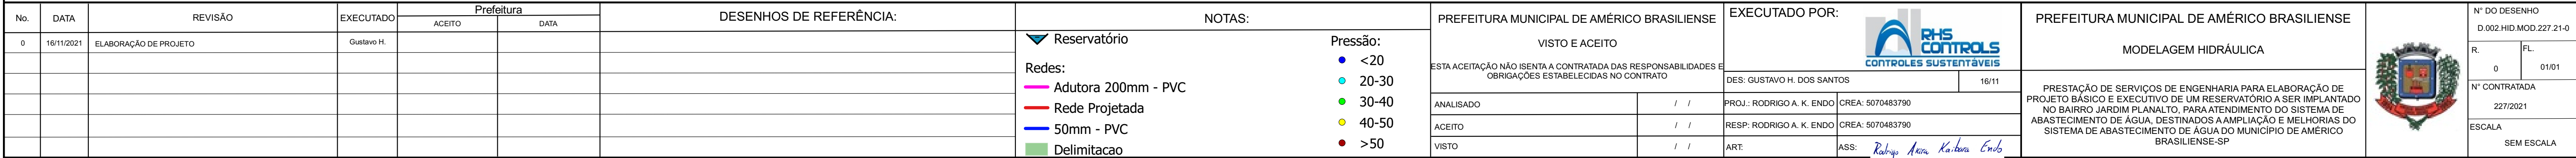 No. DATA REVISÃO EXECUTADO Prefeitura
ACEITO DATA
0 16/11/2021 ELABORAÇÃO DE PROJETO Gustavo H.
DESENHOS DE REFERÊNCIA:
NOTAS:
Reservatório
Redes:
Adutora 200mm - PVC
Rede Projetada
50mm - PVC
Delimitacao
Pressão:
<20
20-30
30-40
40-50
>50
PREFEITURA MUNICIPAL DE AMÉRICO BRASILIENSE
VISTO E ACEITO
ESTA ACEITAÇÃO NÃO ISENTA A CONTRATADA DAS RESPONSABILIDADES E
OBRIGAÇÕES ESTABELECIDAS NO CONTRATO
ANALISADO / /
ACEITO / /
VISTO / /
EXECUTADO POR:
RHS
CONTROLS
CONTROLES SUSTENTÁVEIS
DES: GUSTAVO H. DOS SANTOS 16/11
PROJ.: RODRIGO A. K. ENDO CREA: 5070483790
RESP: RODRIGO A. K. ENDO CREA: 5070483790
ART: ASS: Rodrigo Akira Kaibara Endo
PREFEITURA MUNICIPAL DE AMÉRICO BRASILIENSE
MODELAGEM HIDRÁULICA
PRESTAÇÃO DE SERVIÇOS DE ENGENHARIA PARA ELABORAÇÃO DE
PROJETO BÁSICO E EXECUTIVO DE UM RESERVATÓRIO A SER IMPLANTADO
NO BAIRRO JARDIM PLANALTO, PARA ATENDIMENTO DO SISTEMA DE
ABASTECIMENTO DE ÁGUA, DESTINADOS A AMPLIAÇÃO E MELHORIAS DO
SISTEMA DE ABASTECIMENTO DE ÁGUA DO MUNICÍPIO DE AMÉRICO
BRASILIENSE-SP
N° DO DESENHO
D.002.HID.MOD.227.21-0
R. FL.
0 01/01
N° CONTRATADA
227/2021
ESCALA
SEM ESCALA